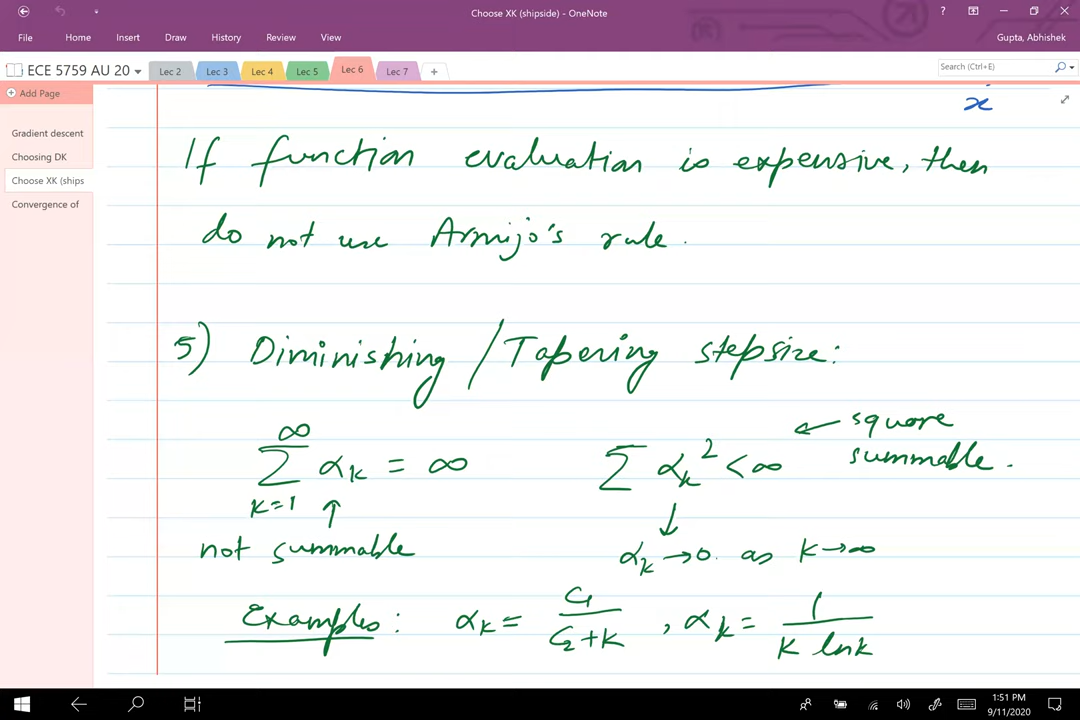 Choose XK (shipside) - OneNote
File Home Insert Draw History Review View
Gupta, Abhishek
ECE 5759 AU 20
Lec 2 Lec 3 Lec 4 Lec 5 Lec 6 Lec 7 +
Search (Ctrl+E)
Add Page
Gradient descent
Choosing DK
Choose XK (ships
Convergence of
x
If function evaluation is expensive, then
do not use Armijo's rule.
5) Diminishing / Tapering stepsize:
∞ ← square
∑ αₖ = ∞ ∑ αₖ² < ∞ summable.
k=1 ↑ ↓
not summable αₖ → 0. as k → ∞
Examples: αₖ = C₁/(C₂+k) , αₖ = 1/(k ln k)
1:51 PM
9/11/2020